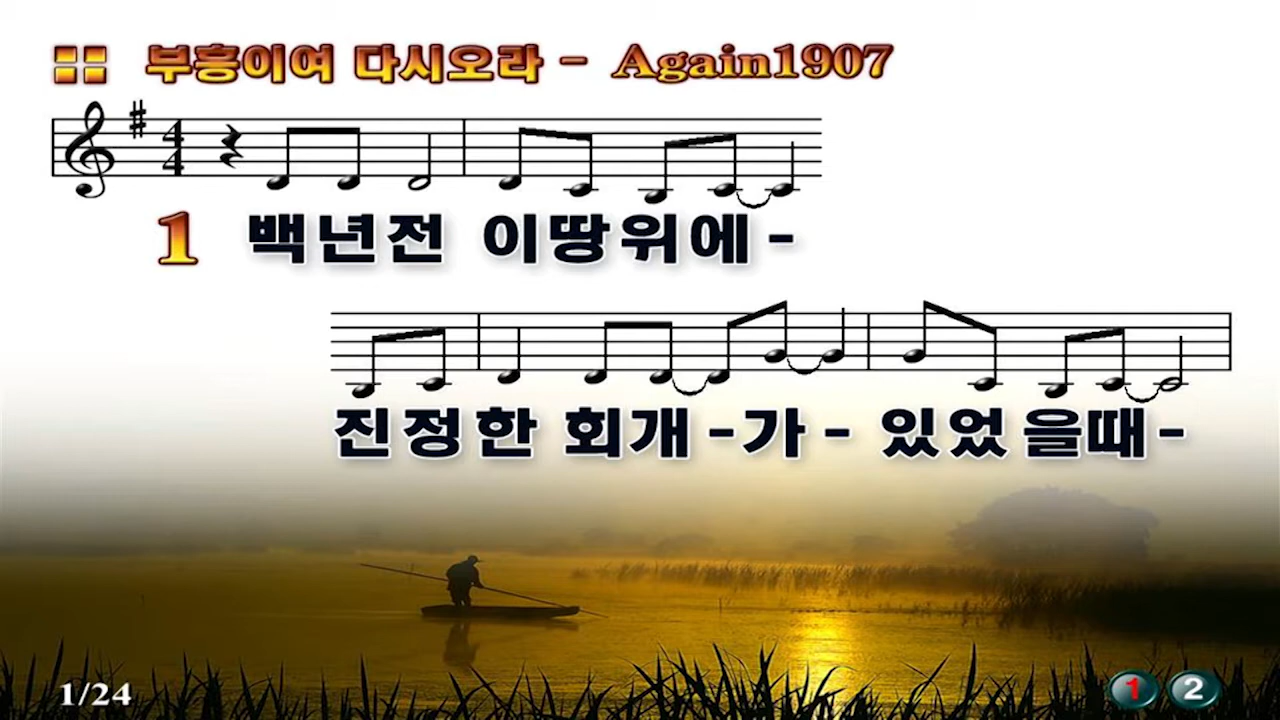 부흥이여 다시오라 - Again1907
1 백년전 이땅위에-
진정한 회개-가- 있었을때-
1/24
1 2